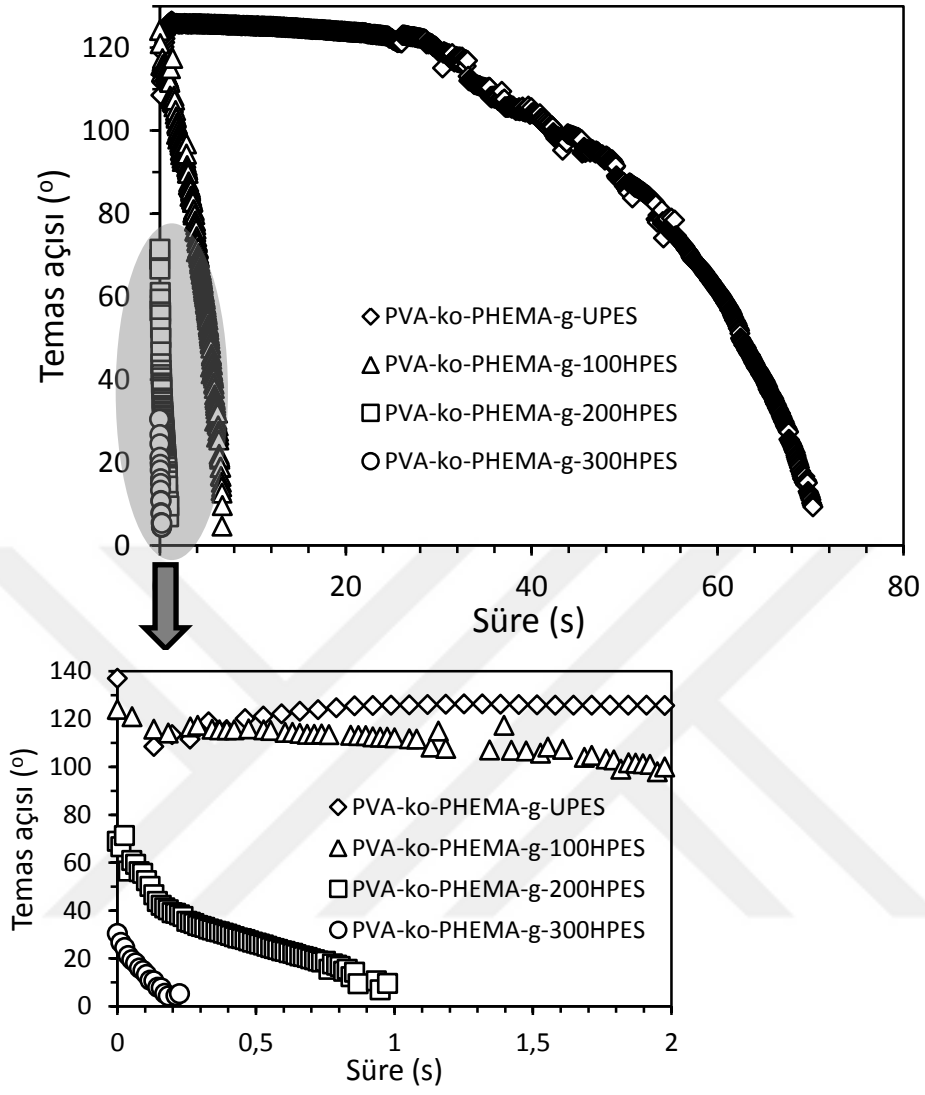 120
100
80
60
40
20
0
Temas açısı (º)
PVA-ko-PHEMA-g-UPES
PVA-ko-PHEMA-g-100HPES
PVA-ko-PHEMA-g-200HPES
PVA-ko-PHEMA-g-300HPES
20 40 60 80
Süre (s)
140
120
100
80
60
40
20
0
Temas açısı (º)
PVA-ko-PHEMA-g-UPES
PVA-ko-PHEMA-g-100HPES
PVA-ko-PHEMA-g-200HPES
PVA-ko-PHEMA-g-300HPES
0 0,5 1 1,5 2
Süre (s)